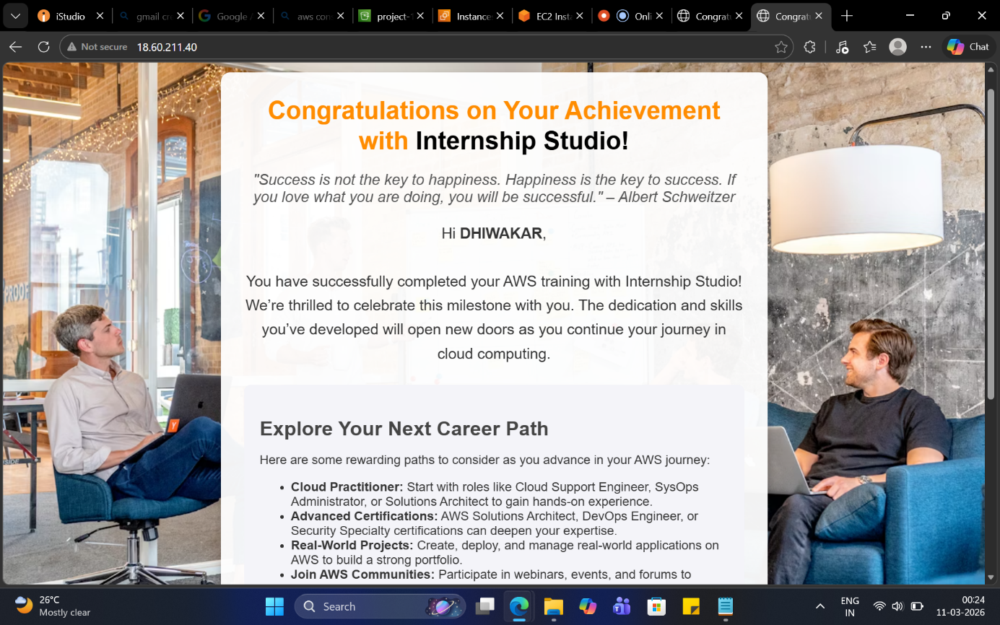 iStudio
gmail cr
Google
aws con
project-
Instance
EC2 Inst
Onli
Congrat
Congrat
Not secure 18.60.211.40
Chat
Congratulations on Your Achievement
with Internship Studio!
"Success is not the key to happiness. Happiness is the key to success. If
you love what you are doing, you will be successful." – Albert Schweitzer
Hi DHIWAKAR,
You have successfully completed your AWS training with Internship Studio!
We’re thrilled to celebrate this milestone with you. The dedication and skills
you’ve developed will open new doors as you continue your journey in
cloud computing.
PROOF
Y
Explore Your Next Career Path
Here are some rewarding paths to consider as you advance in your AWS journey:
• Cloud Practitioner: Start with roles like Cloud Support Engineer, SysOps
Administrator, or Solutions Architect to gain hands-on experience.
• Advanced Certifications: AWS Solutions Architect, DevOps Engineer, or
Security Specialty certifications can deepen your expertise.
• Real-World Projects: Create, deploy, and manage real-world applications on
AWS to build a strong portfolio.
• Join AWS Communities: Participate in webinars, events, and forums to
26°C
Mostly clear
Search
ENG
IN
00:24
11-03-2026